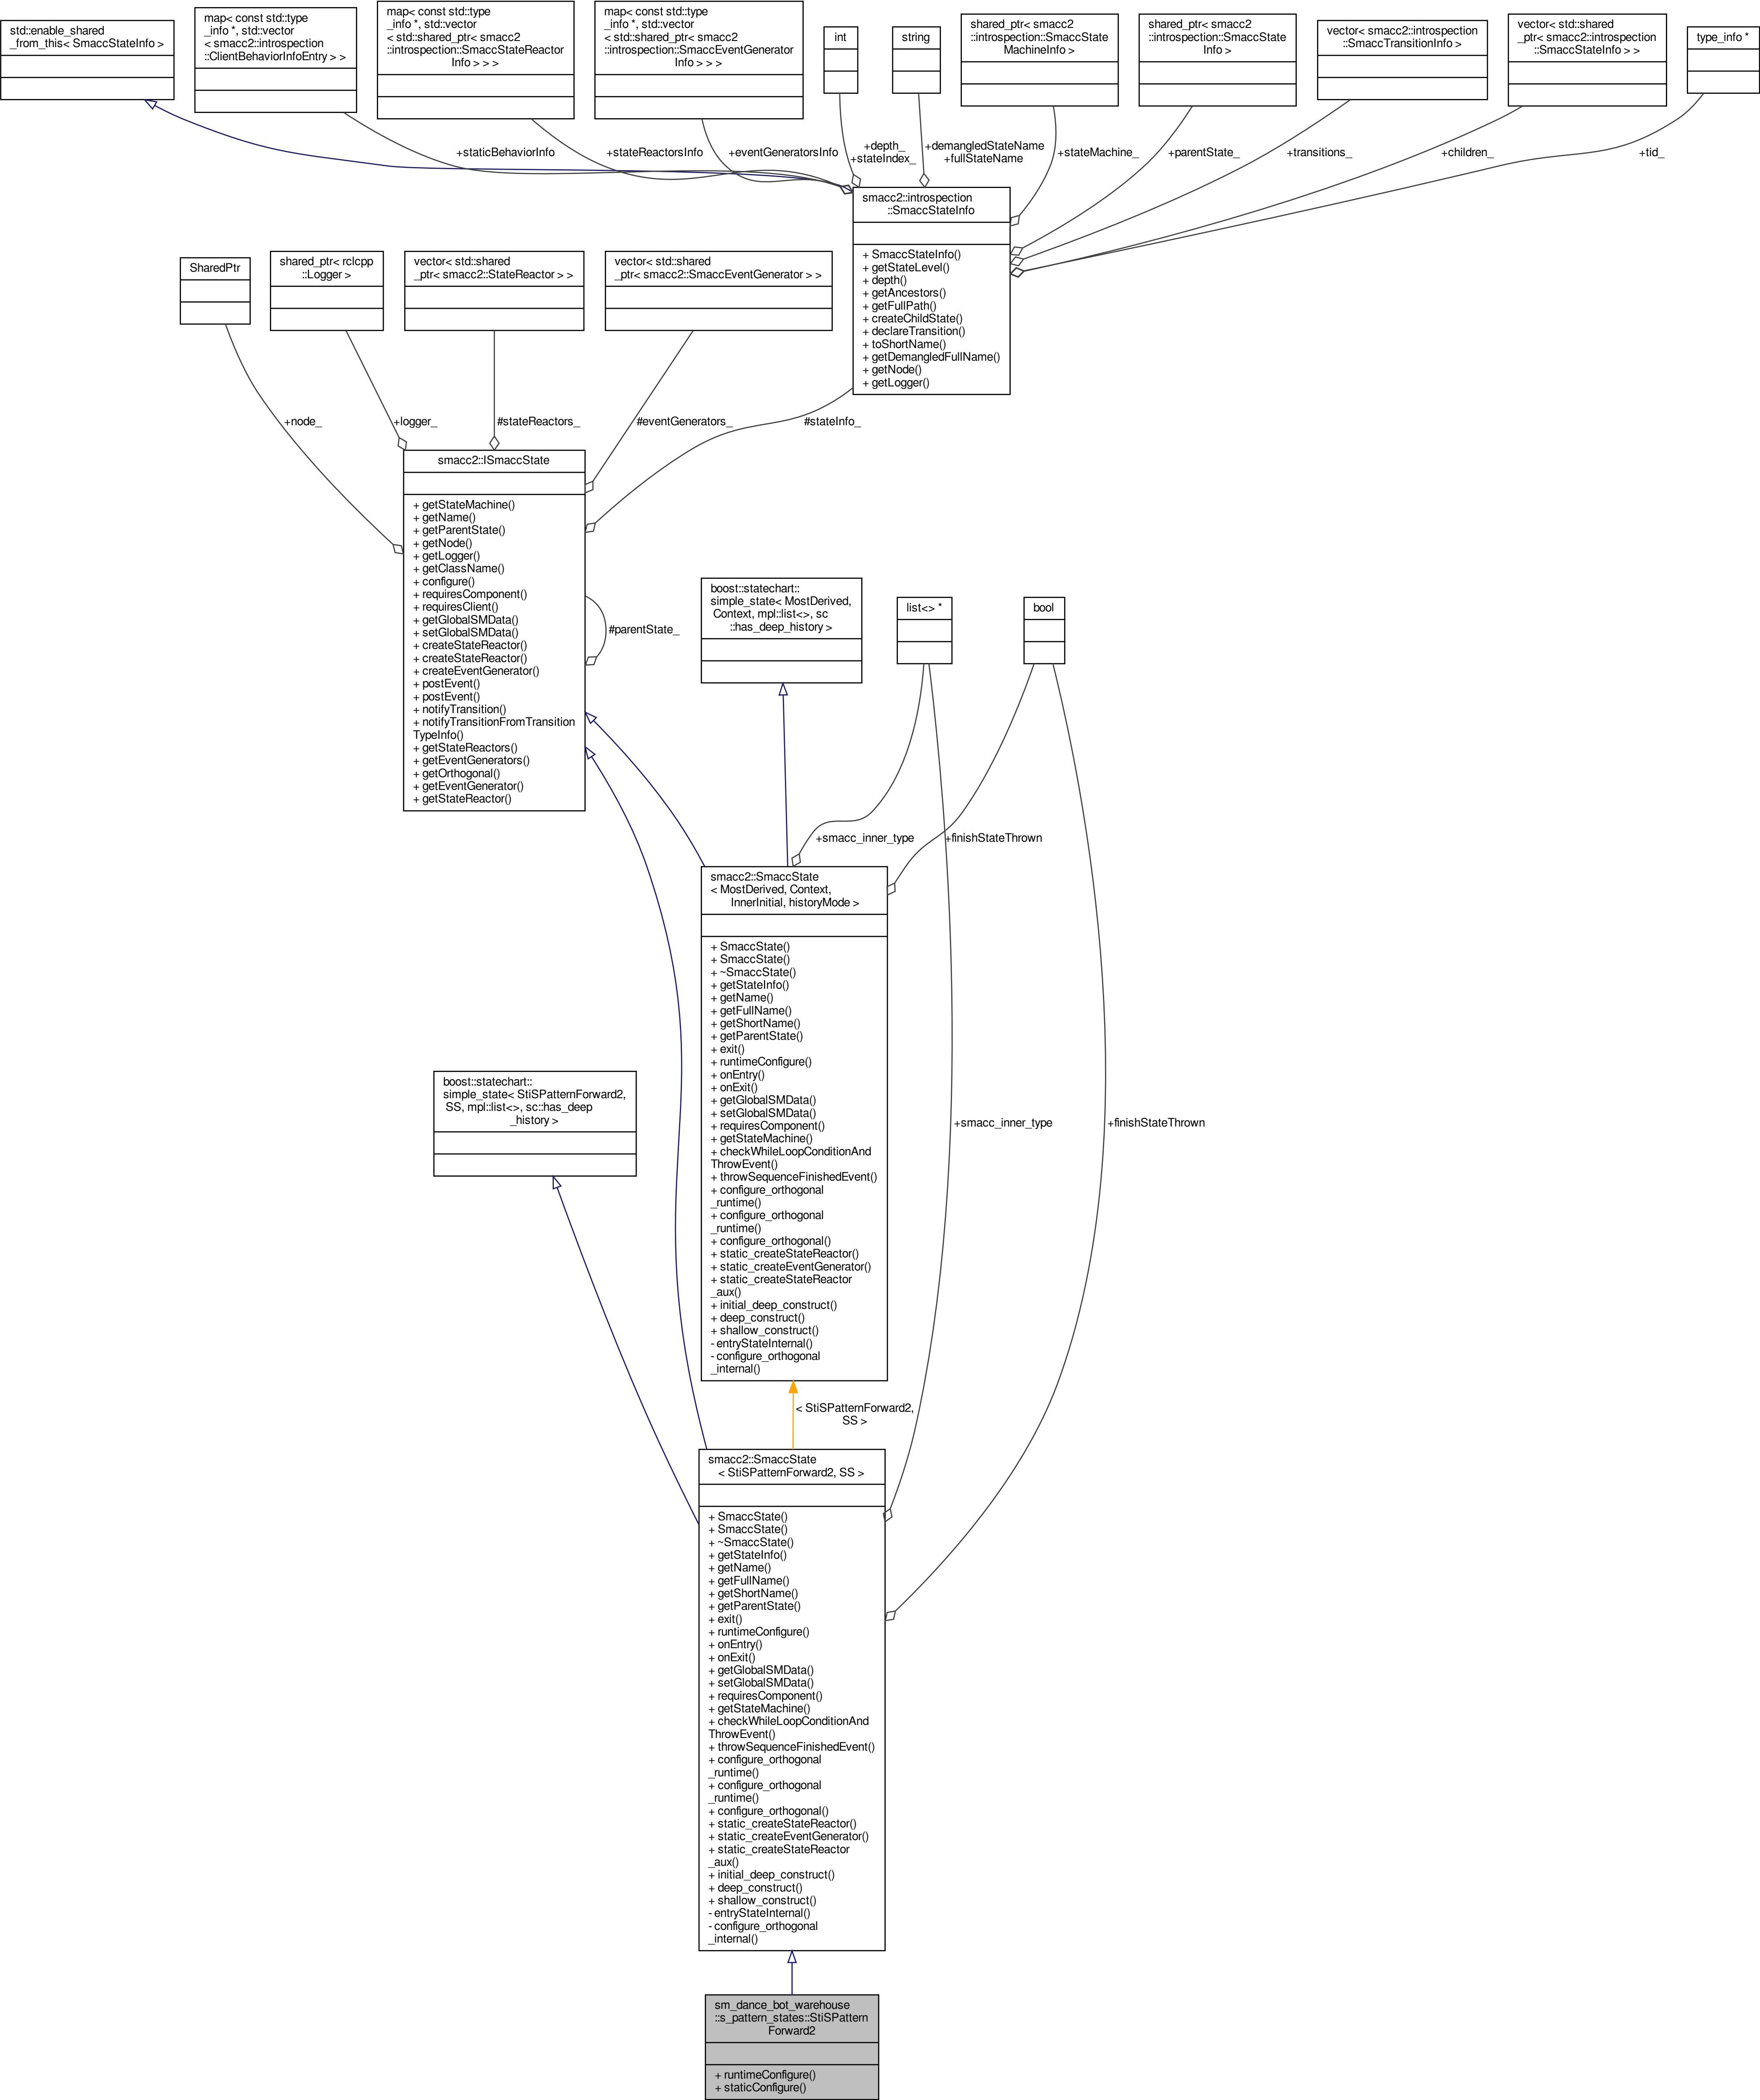 std::enable_shared
_from_this< SmaccStateInfo >
map< const std::type
_info *, std::vector
< smacc2::introspection
::ClientBehaviorInfoEntry > >
map< const std::type
_info *, std::vector
< std::shared_ptr< smacc2
::introspection::SmaccStateReactor
Info > > >
map< const std::type
_info *, std::vector
< std::shared_ptr< smacc2
::introspection::SmaccEventGenerator
Info > > >
int
string
shared_ptr< smacc2
::introspection::SmaccState
MachineInfo >
shared_ptr< smacc2
::introspection::SmaccState
Info >
vector< smacc2::introspection
::SmaccTransitionInfo >
vector< std::shared
_ptr< smacc2::introspection
::SmaccStateInfo > >
type_info *
+staticBehaviorInfo
+stateReactorsInfo
+eventGeneratorsInfo
+depth_
+stateIndex_
+demangledStateName
+fullStateName
+stateMachine_
+parentState_
+transitions_
+children_
+tid_
smacc2::introspection
::SmaccStateInfo
+ SmaccStateInfo()
+ getStateLevel()
+ depth()
+ getAncestors()
+ getFullPath()
+ createChildState()
+ declareTransition()
+ toShortName()
+ getDemangledFullName()
+ getNode()
+ getLogger()
SharedPtr
shared_ptr< rclcpp
::Logger >
vector< std::shared
_ptr< smacc2::StateReactor > >
vector< std::shared
_ptr< smacc2::SmaccEventGenerator > >
+node_
+logger_
#stateReactors_
#eventGenerators_
#stateInfo_
smacc2::ISmaccState
+ getStateMachine()
+ getName()
+ getParentState()
+ getNode()
+ getLogger()
+ getClassName()
+ configure()
+ requiresComponent()
+ requiresClient()
+ getGlobalSMData()
+ setGlobalSMData()
+ createStateReactor()
+ createStateReactor()
+ createEventGenerator()
+ postEvent()
+ postEvent()
+ notifyTransition()
+ notifyTransitionFromTransition
TypeInfo()
+ getStateReactors()
+ getEventGenerators()
+ getOrthogonal()
+ getEventGenerator()
+ getStateReactor()
#parentState_
boost::statechart::
simple_state< MostDerived,
Context, mpl::list<>, sc
::has_deep_history >
list<> *
bool
+smacc_inner_type
+finishStateThrown
smacc2::SmaccState
< MostDerived, Context,
InnerInitial, historyMode >
+ SmaccState()
+ SmaccState()
+ ~SmaccState()
+ getStateInfo()
+ getName()
+ getFullName()
+ getShortName()
+ getParentState()
+ exit()
+ runtimeConfigure()
+ onEntry()
+ onExit()
+ getGlobalSMData()
+ setGlobalSMData()
+ requiresComponent()
+ getStateMachine()
+ checkWhileLoopConditionAnd
ThrowEvent()
+ throwSequenceFinishedEvent()
+ configure_orthogonal
_runtime()
+ configure_orthogonal
_runtime()
+ configure_orthogonal()
+ static_createStateReactor()
+ static_createEventGenerator()
+ static_createStateReactor
_aux()
+ initial_deep_construct()
+ deep_construct()
+ shallow_construct()
- entryStateInternal()
- configure_orthogonal
_internal()
boost::statechart::
simple_state< StiSPatternForward2,
SS, mpl::list<>, sc::has_deep
_history >
+smacc_inner_type
+finishStateThrown
< StiSPatternForward2,
SS >
smacc2::SmaccState
< StiSPatternForward2, SS >
+ SmaccState()
+ SmaccState()
+ ~SmaccState()
+ getStateInfo()
+ getName()
+ getFullName()
+ getShortName()
+ getParentState()
+ exit()
+ runtimeConfigure()
+ onEntry()
+ onExit()
+ getGlobalSMData()
+ setGlobalSMData()
+ requiresComponent()
+ getStateMachine()
+ checkWhileLoopConditionAnd
ThrowEvent()
+ throwSequenceFinishedEvent()
+ configure_orthogonal
_runtime()
+ configure_orthogonal
_runtime()
+ configure_orthogonal()
+ static_createStateReactor()
+ static_createEventGenerator()
+ static_createStateReactor
_aux()
+ initial_deep_construct()
+ deep_construct()
+ shallow_construct()
- entryStateInternal()
- configure_orthogonal
_internal()
sm_dance_bot_warehouse
::s_pattern_states::StiSPattern
Forward2
+ runtimeConfigure()
+ staticConfigure()